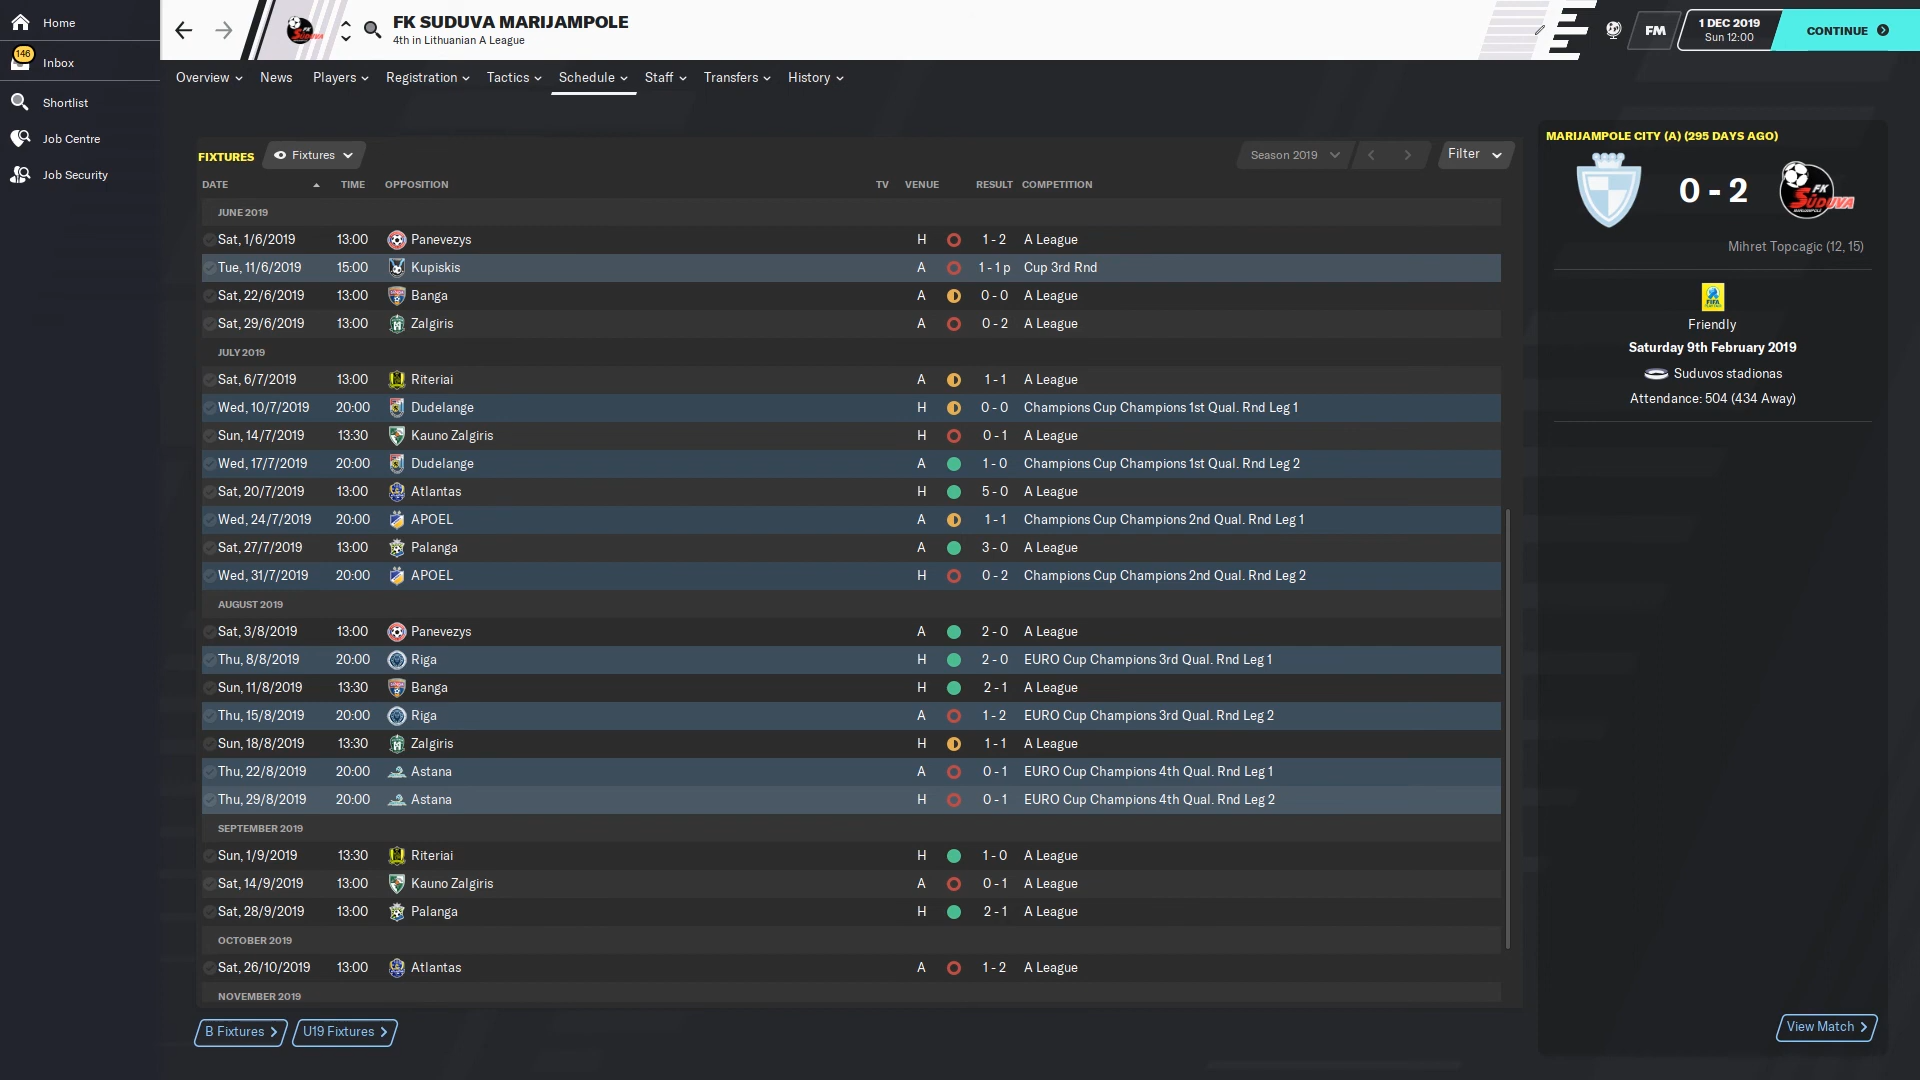 Home
146
Inbox
Shortlist
Job Centre
Job Security
FK SUDUVA MARIJAMPOLE
4th in Lithuanian A League
FM
1 DEC 2019
Sun 12:00
CONTINUE
Overview News Players Registration Tactics Schedule Staff Transfers History
FIXTURES Fixtures Season 2019 Filter
DATE TIME OPPOSITION TV VENUE RESULT COMPETITION
JUNE 2019
Sat, 1/6/2019 13:00 Panevezys H 1 - 2 A League
Tue, 11/6/2019 15:00 Kupiskis A 1 - 1 p Cup 3rd Rnd
Sat, 22/6/2019 13:00 Banga A 0 - 0 A League
Sat, 29/6/2019 13:00 Zalgiris A 0 - 2 A League
JULY 2019
Sat, 6/7/2019 13:00 Riteriai A 1 - 1 A League
Wed, 10/7/2019 20:00 Dudelange H 0 - 0 Champions Cup Champions 1st Qual. Rnd Leg 1
Sun, 14/7/2019 13:30 Kauno Zalgiris H 0 - 1 A League
Wed, 17/7/2019 20:00 Dudelange A 1 - 0 Champions Cup Champions 1st Qual. Rnd Leg 2
Sat, 20/7/2019 13:00 Atlantas H 5 - 0 A League
Wed, 24/7/2019 20:00 APOEL A 1 - 1 Champions Cup Champions 2nd Qual. Rnd Leg 1
Sat, 27/7/2019 13:00 Palanga A 3 - 0 A League
Wed, 31/7/2019 20:00 APOEL H 0 - 2 Champions Cup Champions 2nd Qual. Rnd Leg 2
AUGUST 2019
Sat, 3/8/2019 13:00 Panevezys A 2 - 0 A League
Thu, 8/8/2019 20:00 Riga H 2 - 0 EURO Cup Champions 3rd Qual. Rnd Leg 1
Sun, 11/8/2019 13:30 Banga H 2 - 1 A League
Thu, 15/8/2019 20:00 Riga A 1 - 2 EURO Cup Champions 3rd Qual. Rnd Leg 2
Sun, 18/8/2019 13:30 Zalgiris H 1 - 1 A League
Thu, 22/8/2019 20:00 Astana A 0 - 1 EURO Cup Champions 4th Qual. Rnd Leg 1
Thu, 29/8/2019 20:00 Astana H 0 - 1 EURO Cup Champions 4th Qual. Rnd Leg 2
SEPTEMBER 2019
Sun, 1/9/2019 13:30 Riteriai H 1 - 0 A League
Sat, 14/9/2019 13:00 Kauno Zalgiris A 0 - 1 A League
Sat, 28/9/2019 13:00 Palanga H 2 - 1 A League
OCTOBER 2019
Sat, 26/10/2019 13:00 Atlantas A 1 - 2 A League
NOVEMBER 2019
B Fixtures U19 Fixtures
MARIJAMPOLE CITY (A) (295 DAYS AGO)
0 - 2
FK
SŪDUVA
Mihret Topcagic (12, 15)
FIFA
Friendly
Saturday 9th February 2019
Suduvos stadionas
Attendance: 504 (434 Away)
View Match